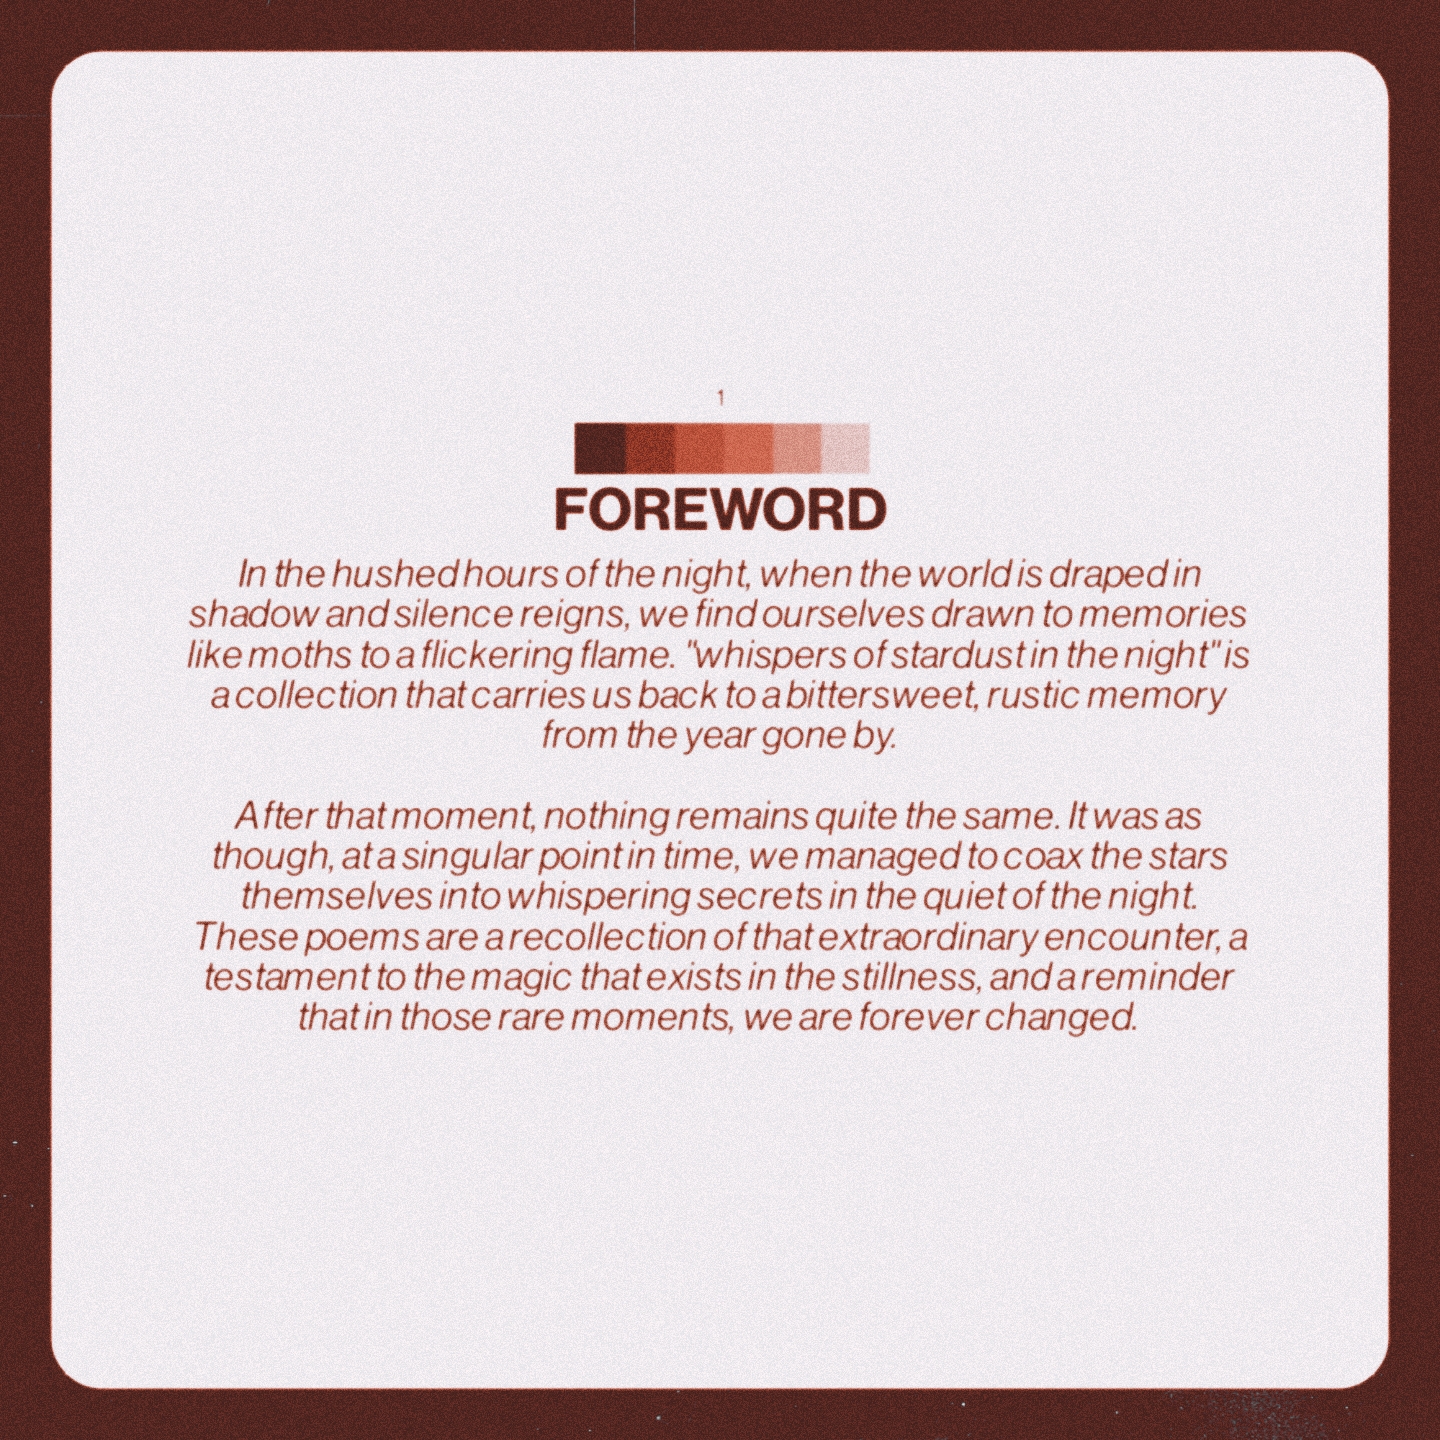 1
FOREWORD
In the hushed hours of the night, when the world is draped in
shadow and silence reigns, we find ourselves drawn to memories
like moths to a flickering flame. "whispers of stardust in the night" is
a collection that carries us back to a bittersweet, rustic memory
from the year gone by.
After that moment, nothing remains quite the same. It was as
though, at a singular point in time, we managed to coax the stars
themselves into whispering secrets in the quiet of the night.
These poems are a recollection of that extraordinary encounter, a
testament to the magic that exists in the stillness, and a reminder
that in those rare moments, we are forever changed.